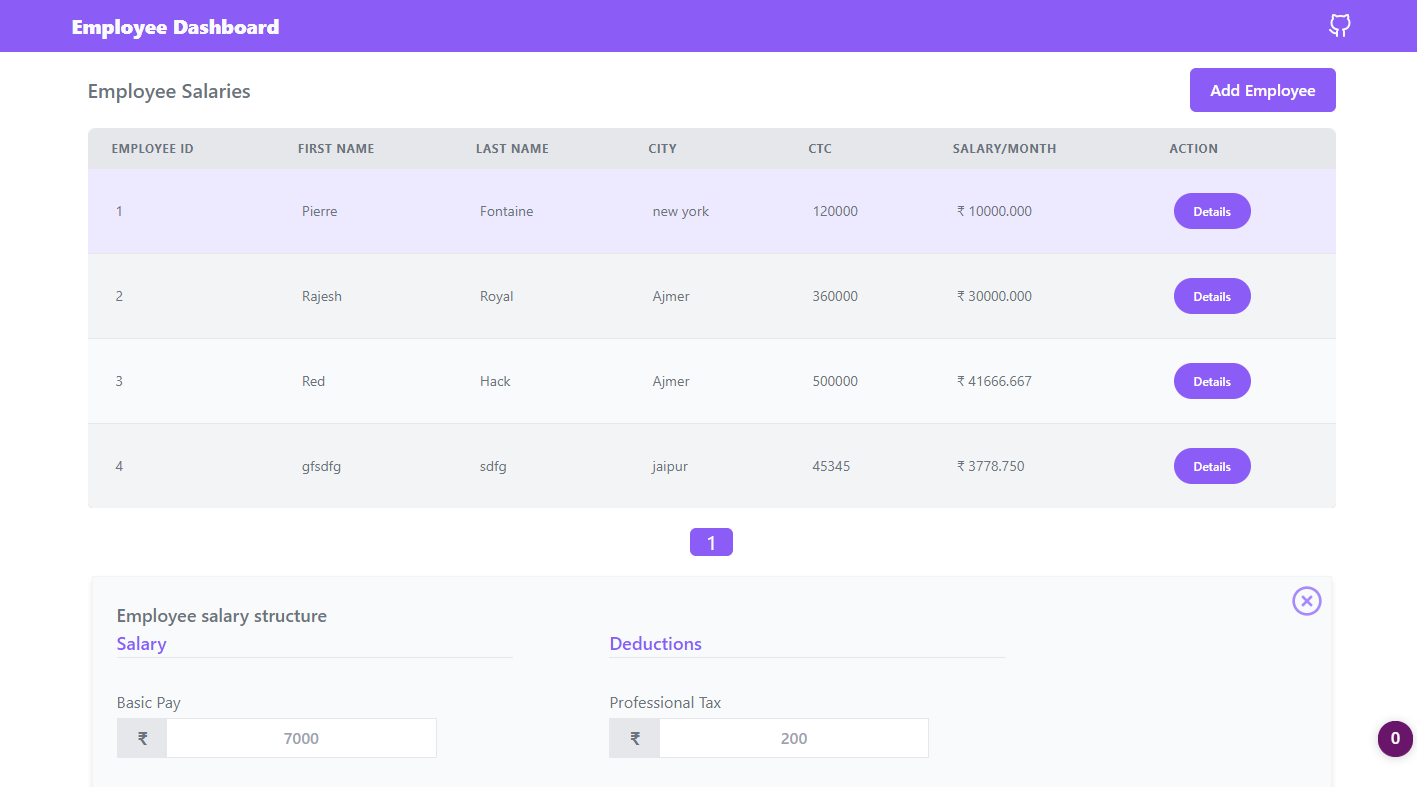 Employee Dashboard
Employee Salaries
Add Employee
EMPLOYEE ID FIRST NAME LAST NAME CITY CTC SALARY/MONTH ACTION
1 Pierre Fontaine new york 120000 ₹ 10000.000 Details
2 Rajesh Royal Ajmer 360000 ₹ 30000.000 Details
3 Red Hack Ajmer 500000 ₹ 41666.667 Details
4 gfsdfg sdfg jaipur 45345 ₹ 3778.750 Details
1
Employee salary structure
Salary Deductions
Basic Pay Professional Tax
₹ 7000 ₹ 200
0